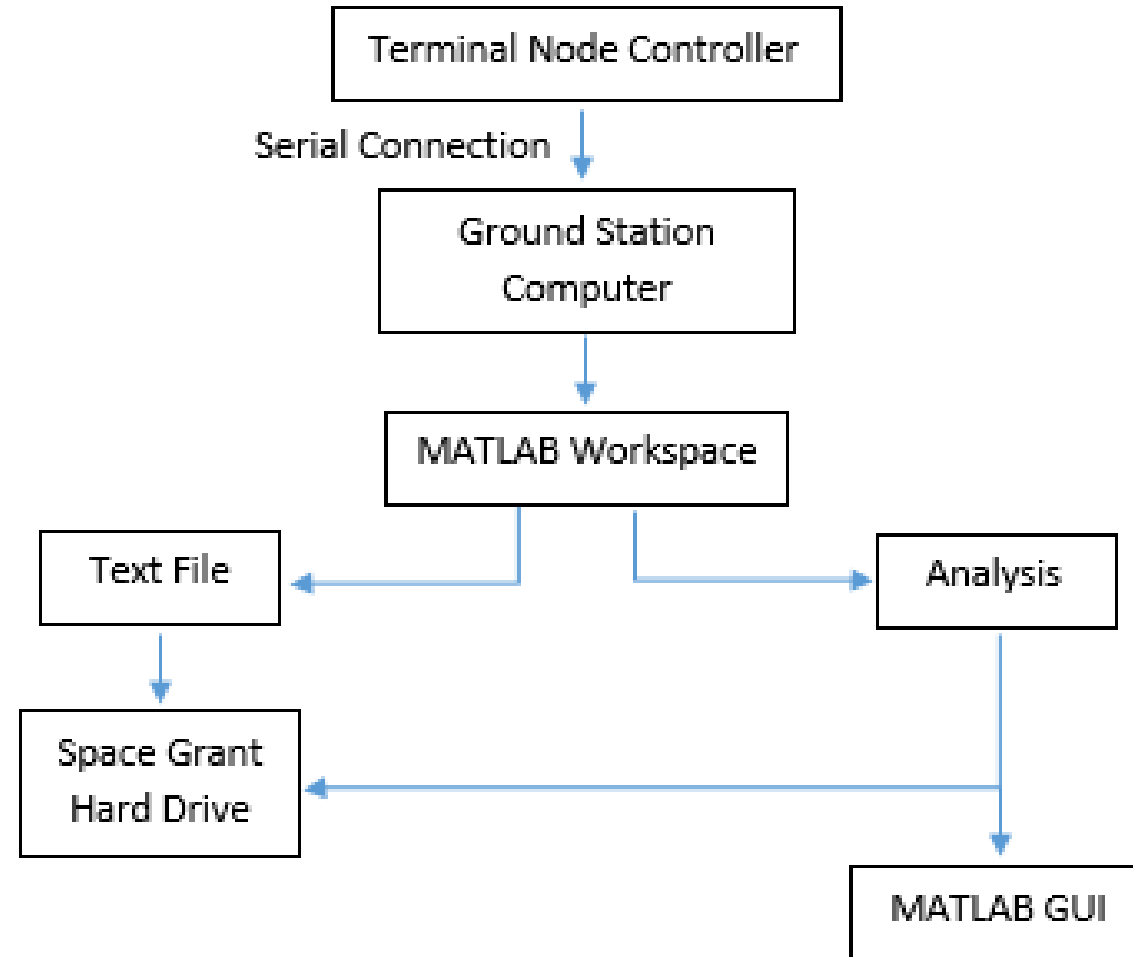 Terminal Node Controller
Serial Connection
Ground Station
Computer
MATLAB Workspace
Text File
Analysis
Space Grant
Hard Drive
MATLAB GUI